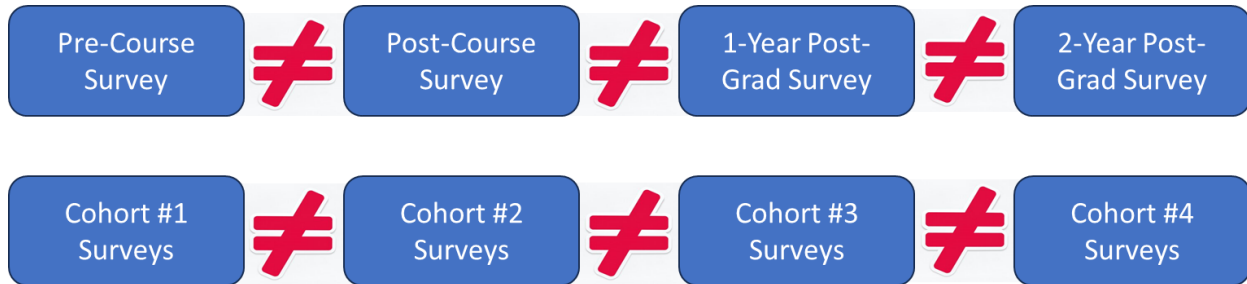 Pre-Course
Survey
≠
Post-Course
Survey
≠
1-Year Post-
Grad Survey
≠
2-Year Post-
Grad Survey
Cohort #1
Surveys
≠
Cohort #2
Surveys
≠
Cohort #3
Surveys
≠
Cohort #4
Surveys